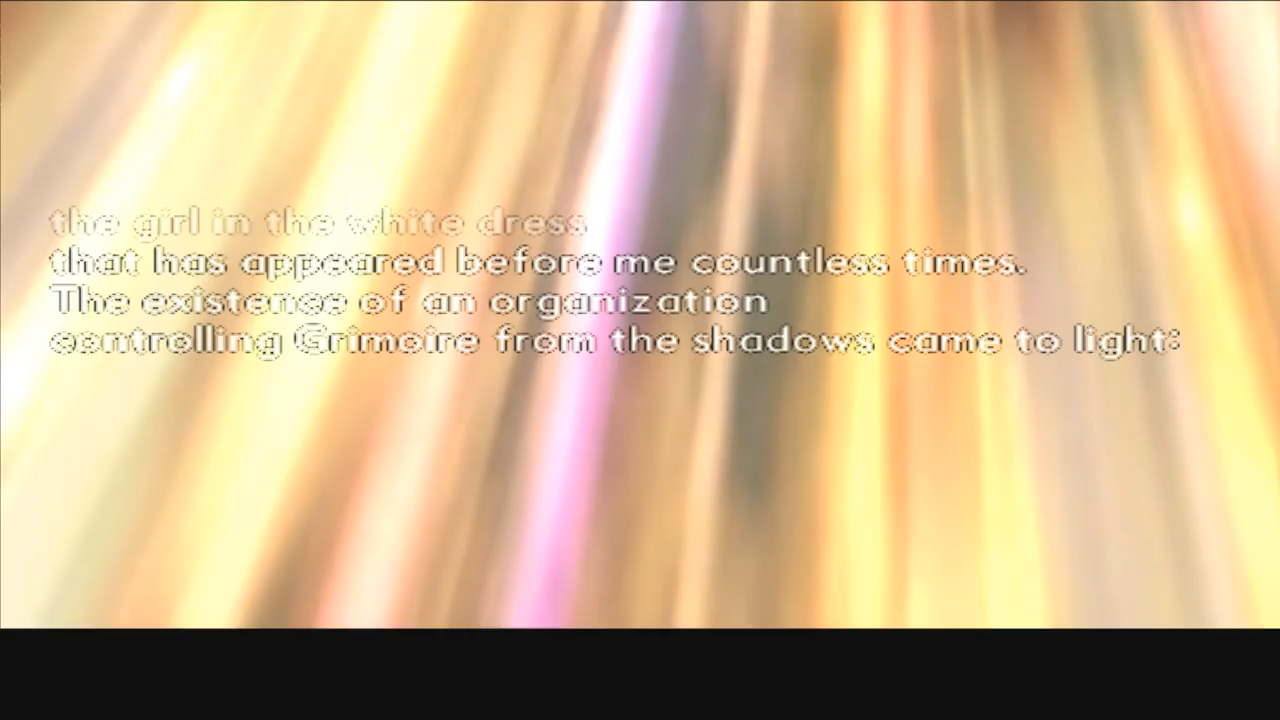 the girl in the white dress
that has appeared before me countless times.
The existence of an organization
controlling Grimoire from the shadows came to light: